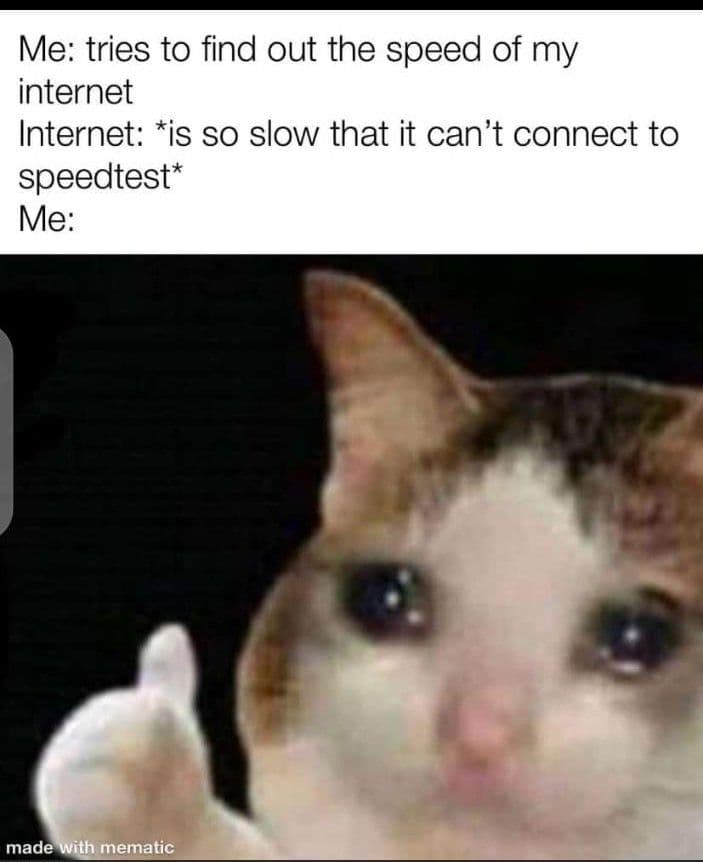 Me: tries to find out the speed of my
internet
Internet: *is so slow that it can’t connect to
speedtest*
Me:
made with mematic